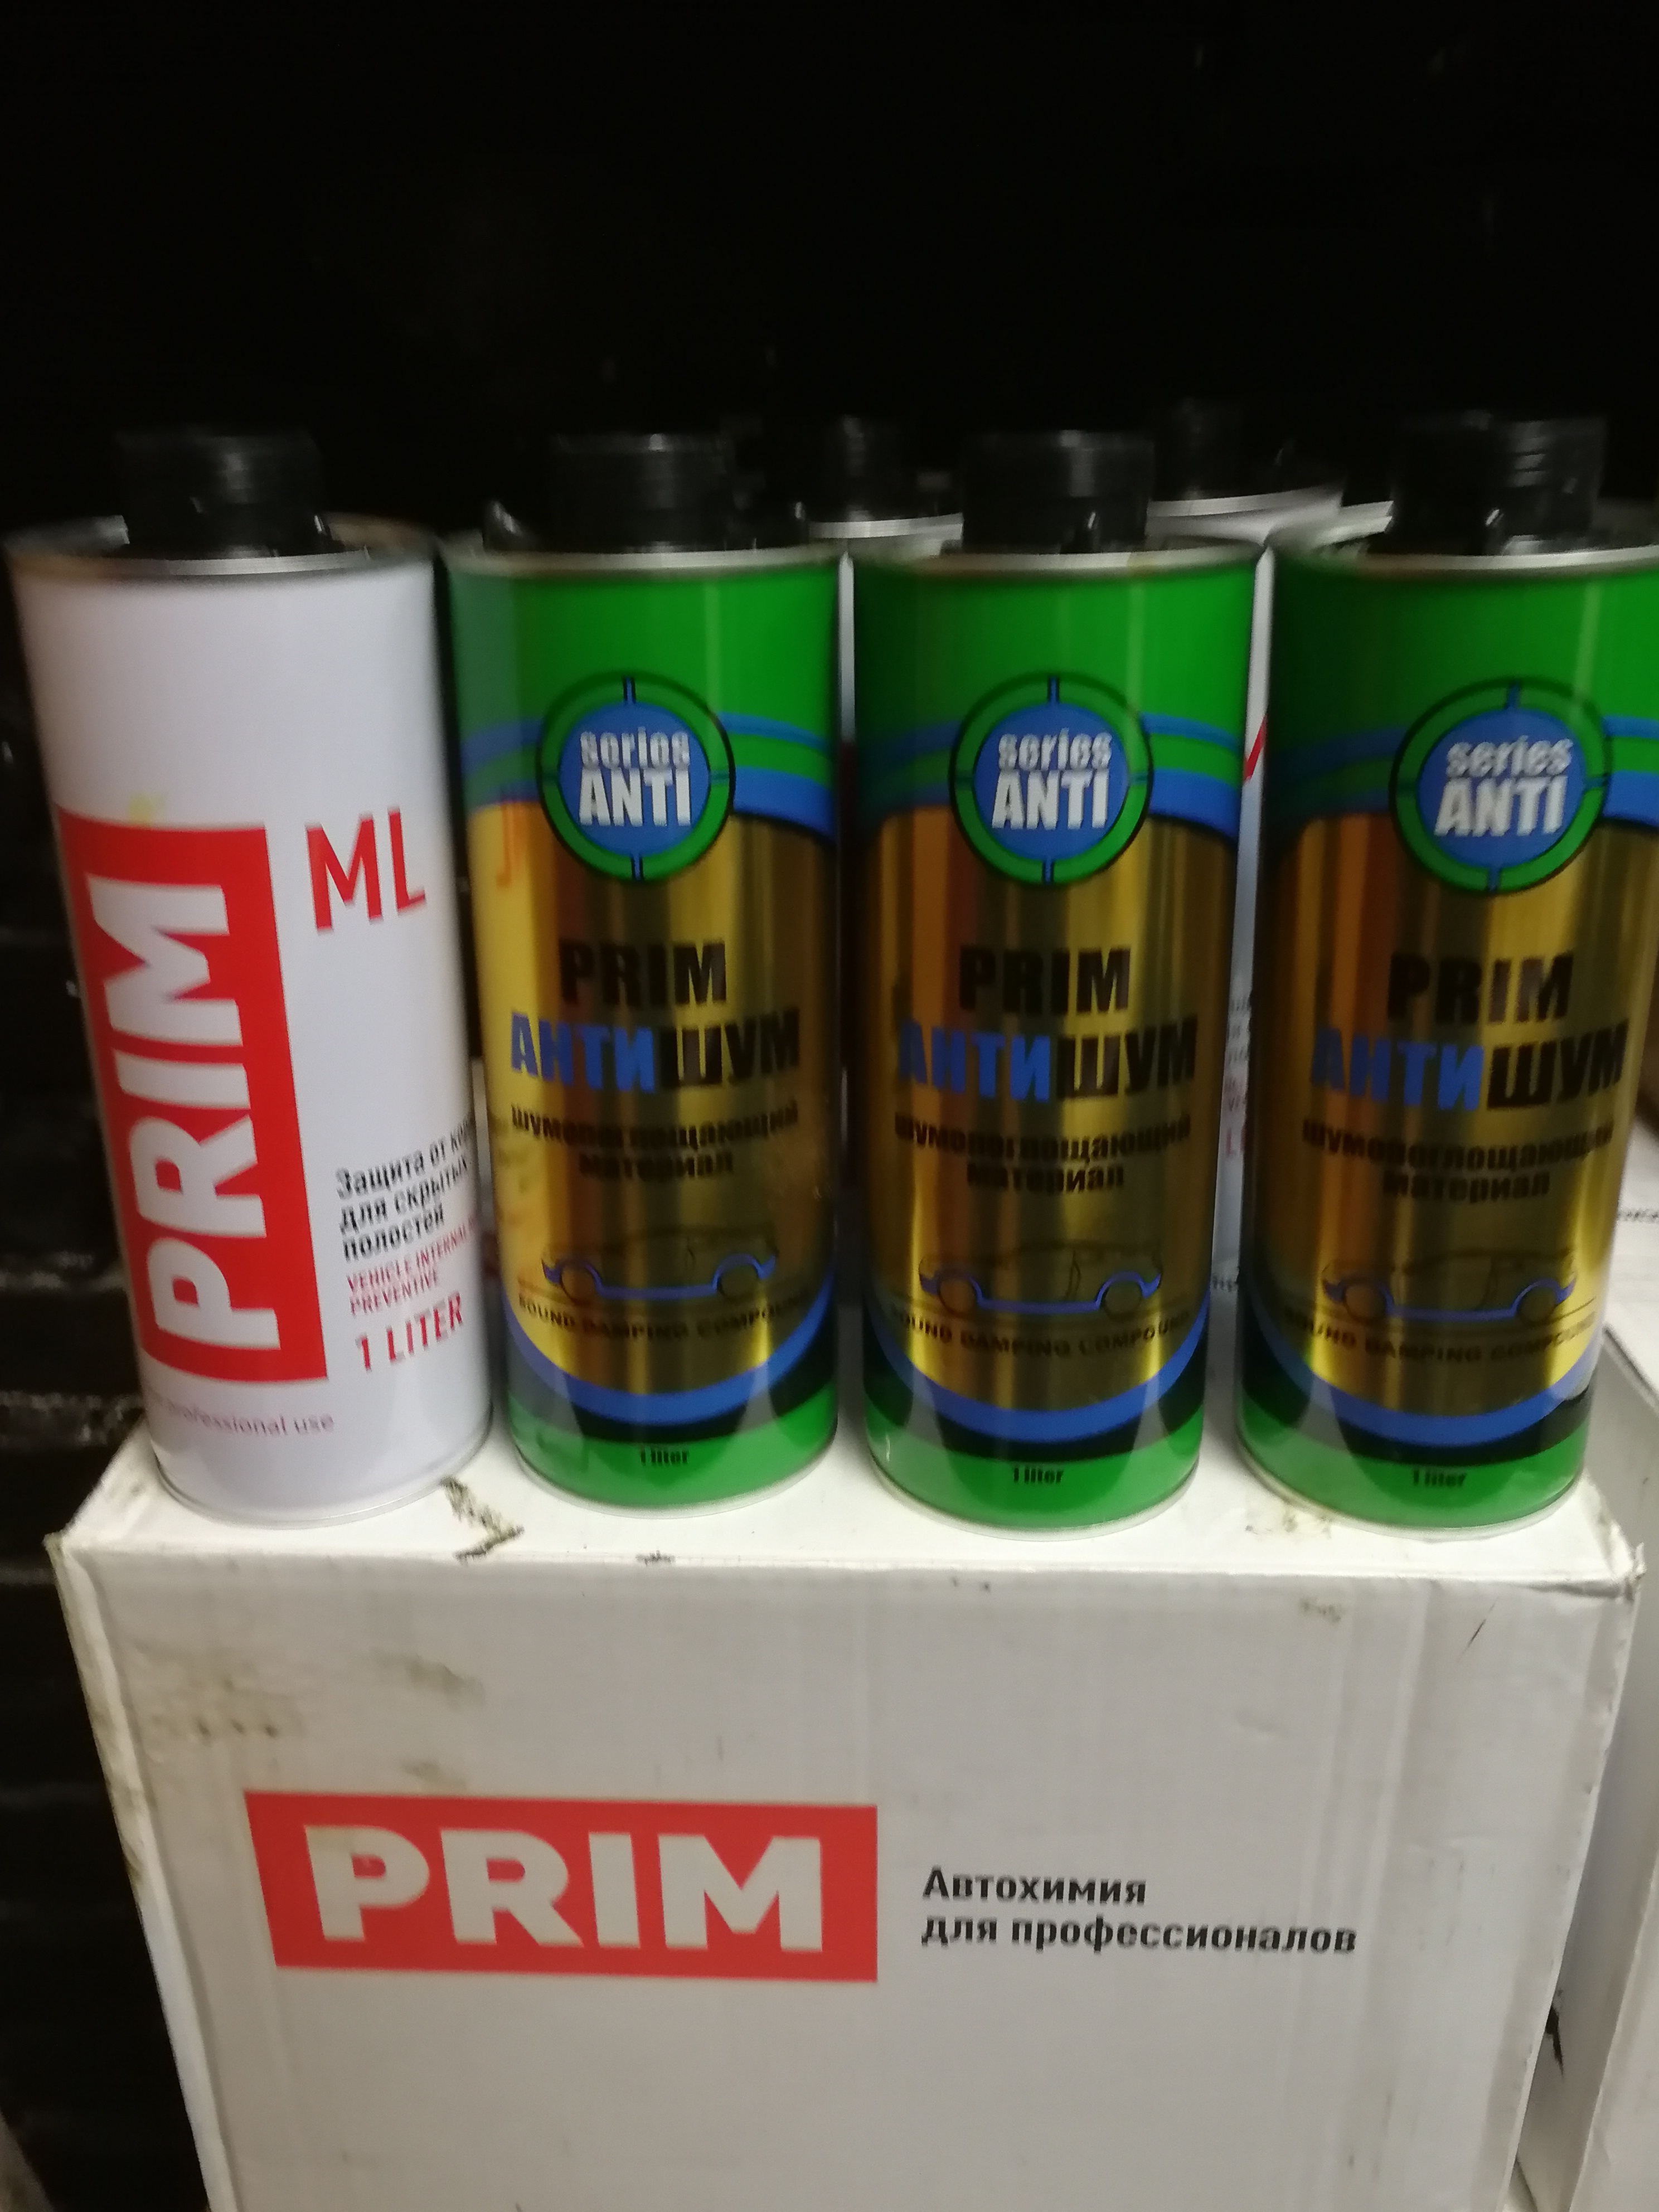 PRIM
ML
Защита от
для скрытых
полостей
VEHICLE INTERNAL
PREVENTIVE
1 LITER
professional use
series
ANTI
PRIM
АНТИШУМ
шумопоглощающий
материал
SOUND DAMPING COMPOUND
1 liter
series
ANTI
PRIM
АНТИШУМ
шумопоглощающий
материал
SOUND DAMPING COMPOUND
1 liter
series
ANTI
PRIM
АНТИШУМ
шумопоглощающий
материал
SOUND DAMPING COMPOUND
1 liter
PRIM
Автохимия
для профессионалов